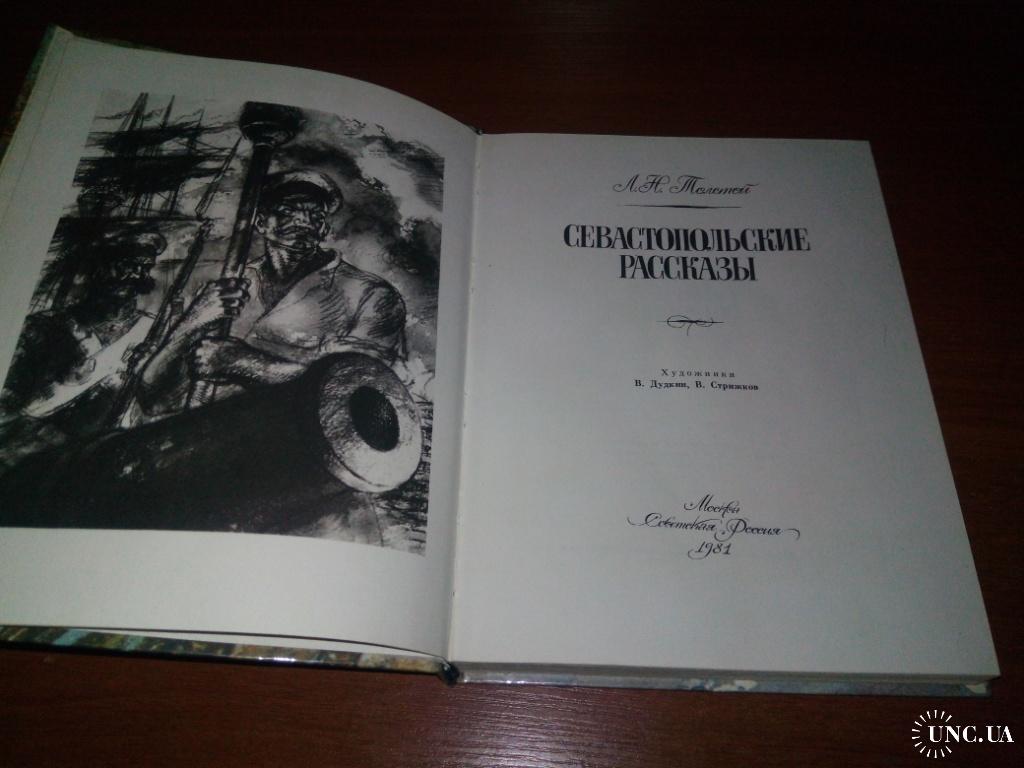 Л. Н. Толстой
СЕВАСТОПОЛЬСКИЕ
РАССКАЗЫ
Художники
В. Дудкин, В. Стрижков
Москва
Советская Россия
1981
UNC.UA